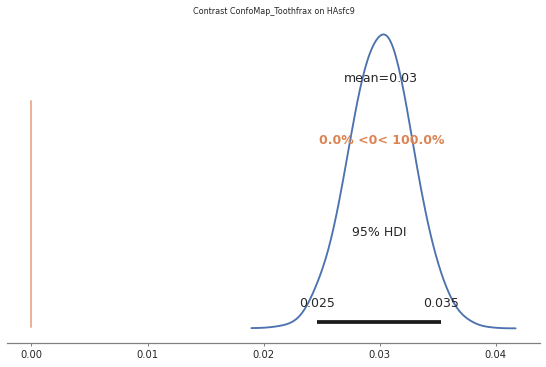 Contrast ConfoMap_Toothfrax on HAsfc9
mean=0.03
0.0% <0< 100.0%
95% HDI
0.025 0.035
0.00 0.01 0.02 0.03 0.04